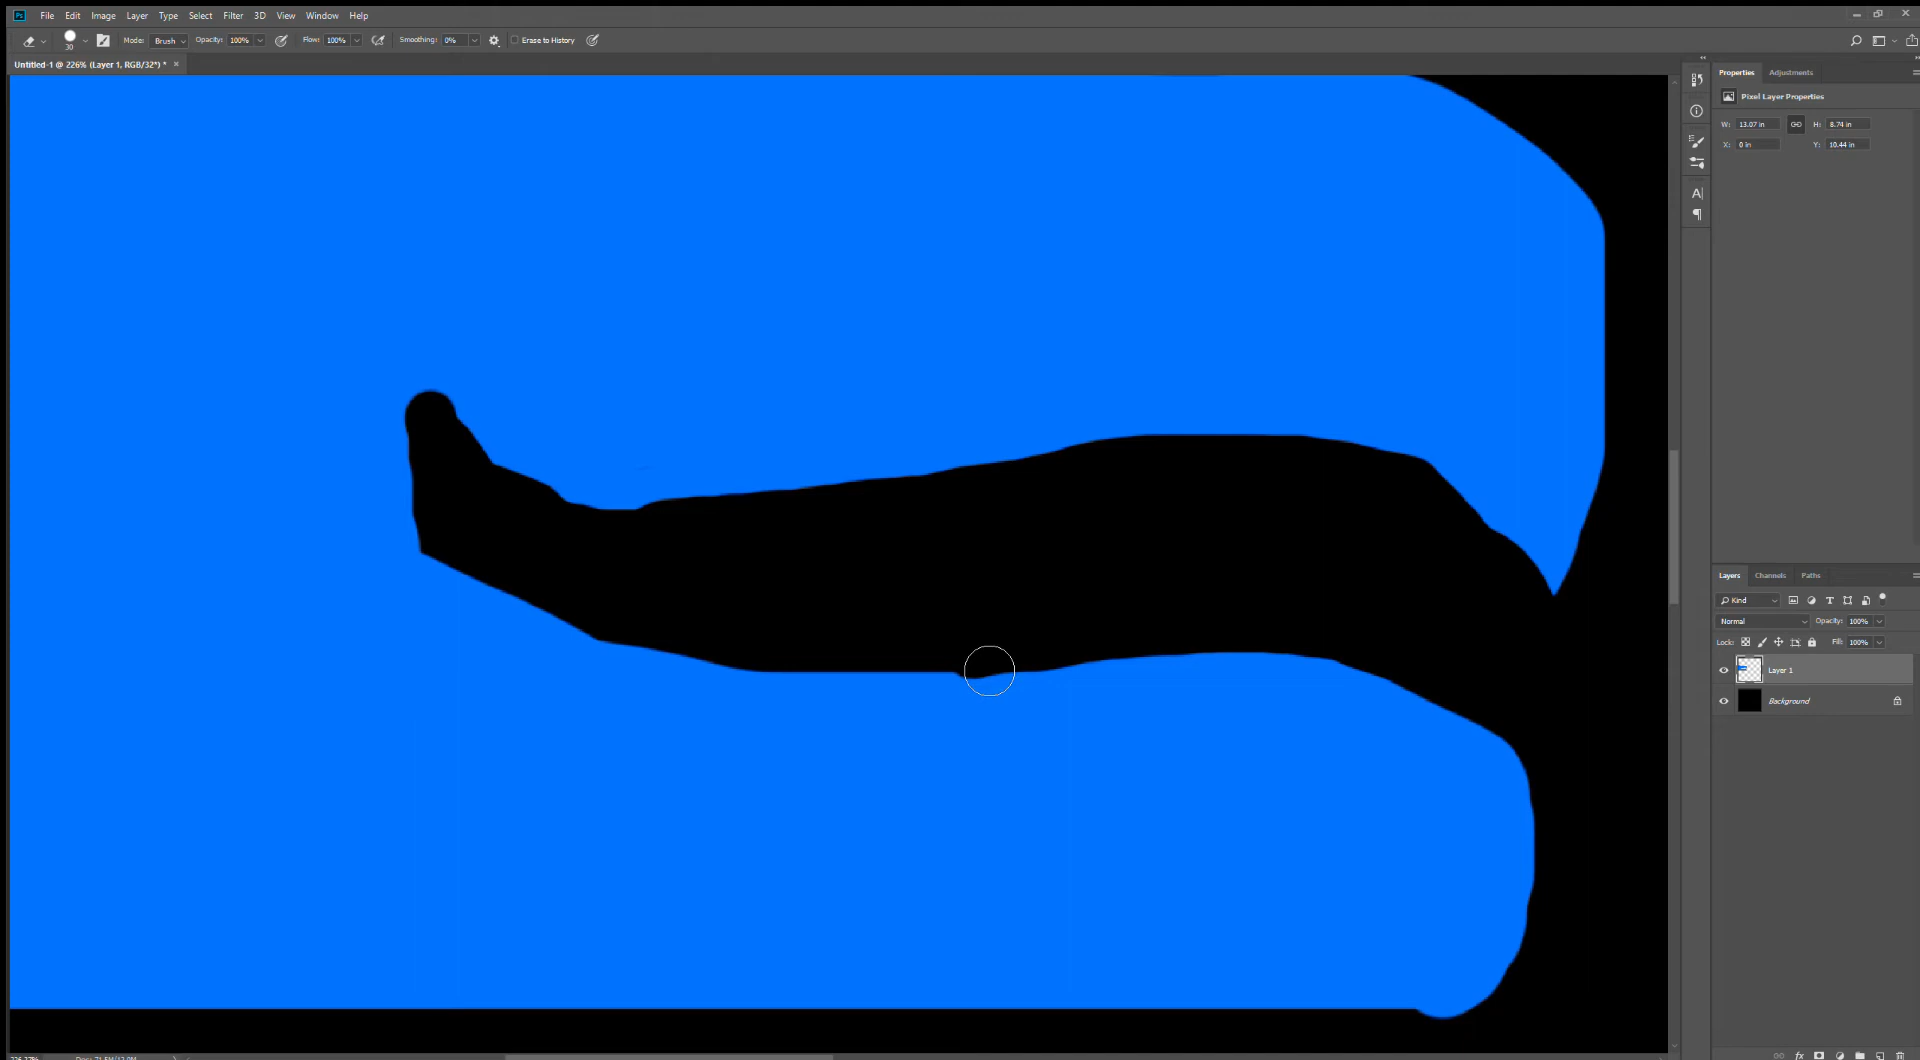 Ps File Edit Image Layer Type Select Filter 3D View Window Help
30 Mode: Brush Opacity: 100% Flow: 100% Smoothing: 0% Erase to History
Untitled-1 @ 226% (Layer 1, RGB/32*) * ×
Properties Adjustments
Pixel Layer Properties
W: 13.07 in H: 8.74 in
X: 0 in Y: 10.44 in
A|
Layers Channels Paths
Kind
Normal Opacity: 100%
Lock: Fill: 100%
Layer 1
Background
fx